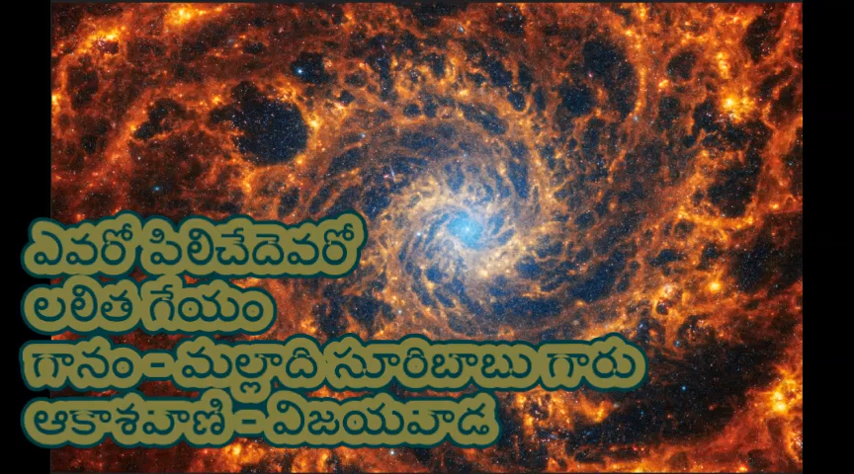 ఎవరో పిలిచేదెవరో
లలిత గేయం
గానం - మల్లాది సూరిబాబు గారు
ఆకాశవాణి - విజయవాడ